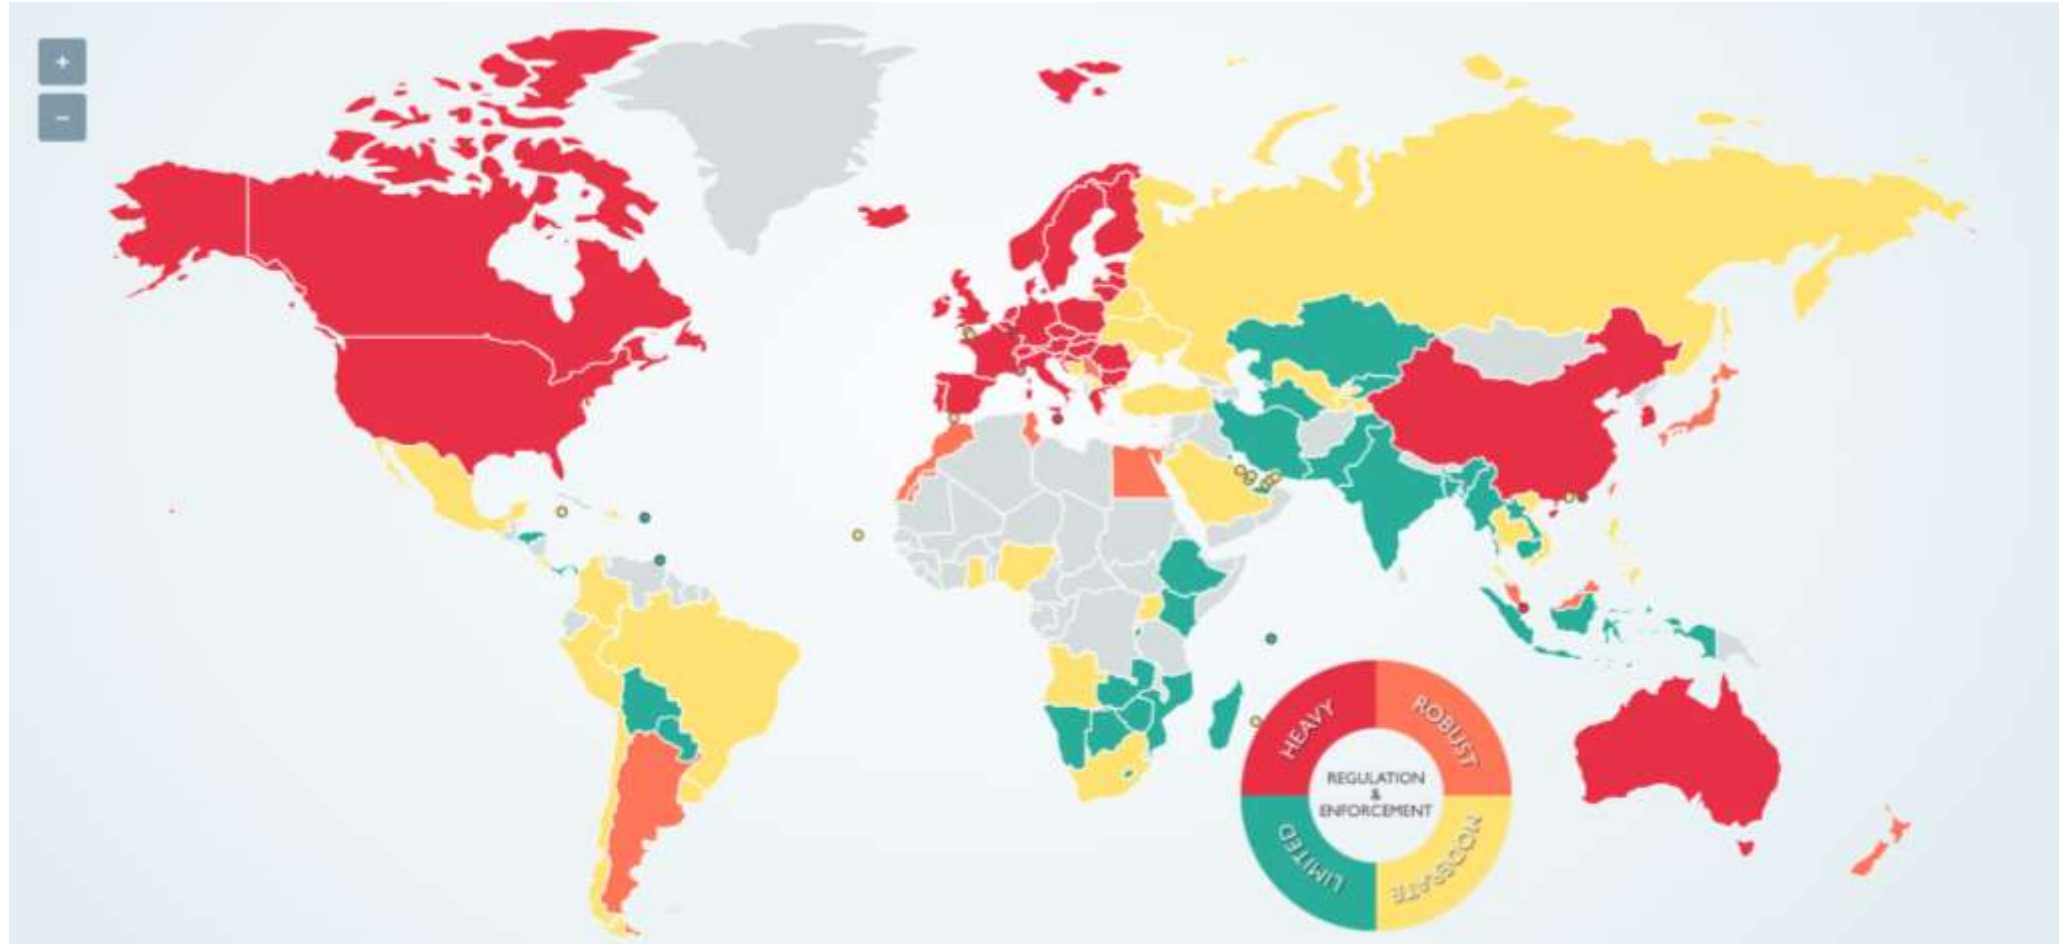 +
−
HEAVY
ROBUST
REGULATION
&
ENFORCEMENT
LIMITED
MODERATE